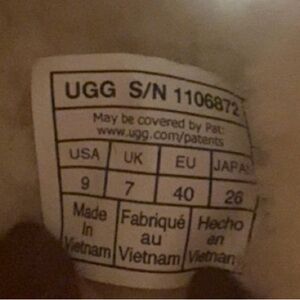 UGG S/N 1106872
May be covered by Pat:
www.ugg.com/patents
USA UK EU JAPA
9 7 40 26
Made in Vietnam
Fabriqué au Vietnam
Hecho en Vietnam